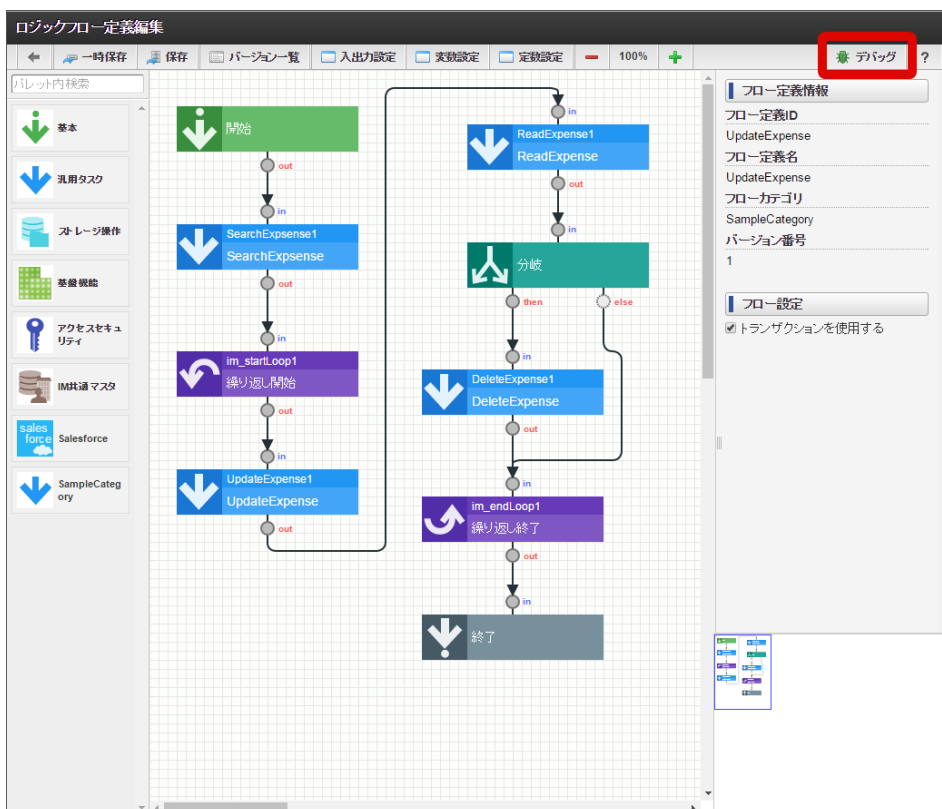 ロジックフロー定義編集
一時保存 保存 バージョン一覧 入出力設定 変数設定 定数設定 100% デバッグ ?
パレット内検索
基本
汎用タスク
ストレージ操作
基盤機能
アクセスセキュ
リティ
IM共通マスタ
sales
force
Salesforce
SampleCateg
ory
開始
out
in
SearchExpsense1
SearchExpsense
out
in
im_startLoop1
繰り返し開始
out
in
UpdateExpense1
UpdateExpense
out
in
ReadExpense1
ReadExpense
out
in
分岐
then else
in
DeleteExpense1
DeleteExpense
out
in
im_endLoop1
繰り返し終了
out
in
終了
フロー定義情報
フロー定義ID
UpdateExpense
フロー定義名
UpdateExpense
フローカテゴリ
SampleCategory
バージョン番号
1
フロー設定
トランザクションを使用する